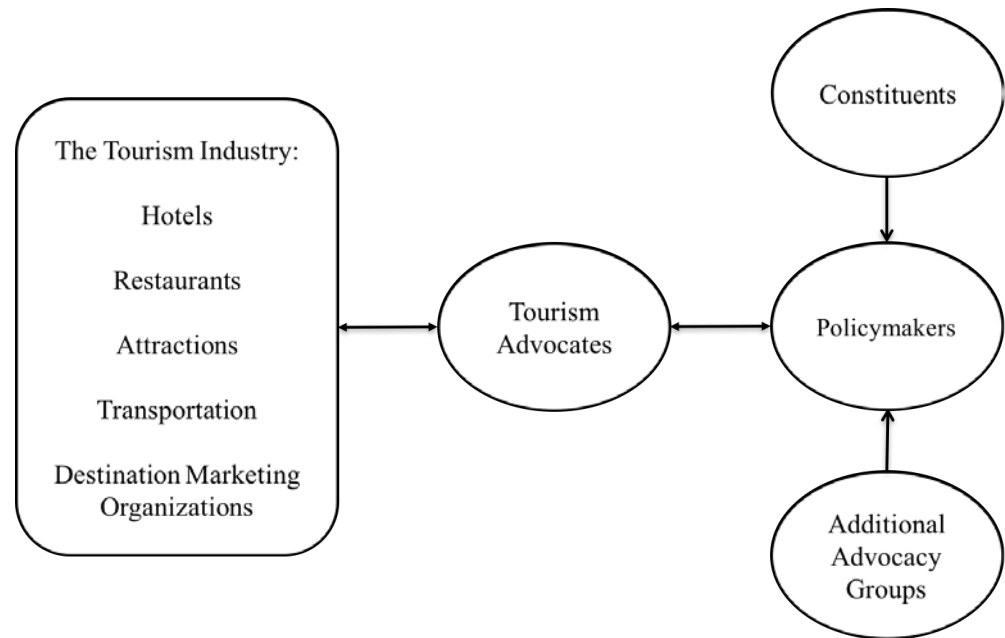 The Tourism Industry:
Hotels
Restaurants
Attractions
Transportation
Destination Marketing
Organizations
Tourism
Advocates
Constituents
Policymakers
Additional
Advocacy
Groups